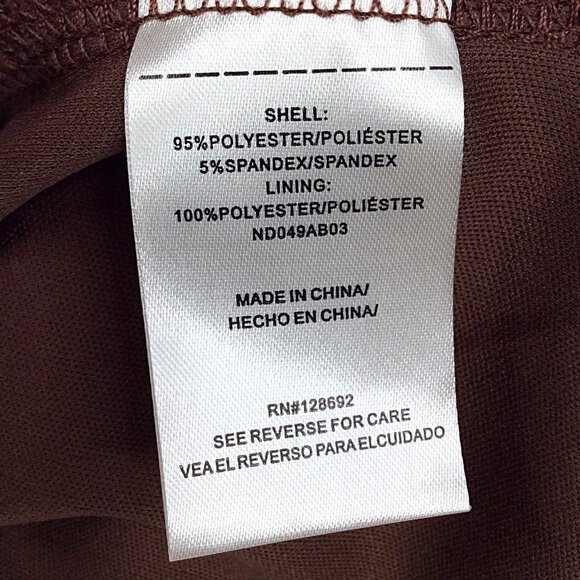 SHELL:
95%POLYESTER/POLIÉSTER
5%SPANDEX/SPANDEX
LINING:
100%POLYESTER/POLIÉSTER
ND049AB03
MADE IN CHINA/
HECHO EN CHINA/
RN#128692
SEE REVERSE FOR CARE
VEA EL REVERSO PARA ELCUIDADO